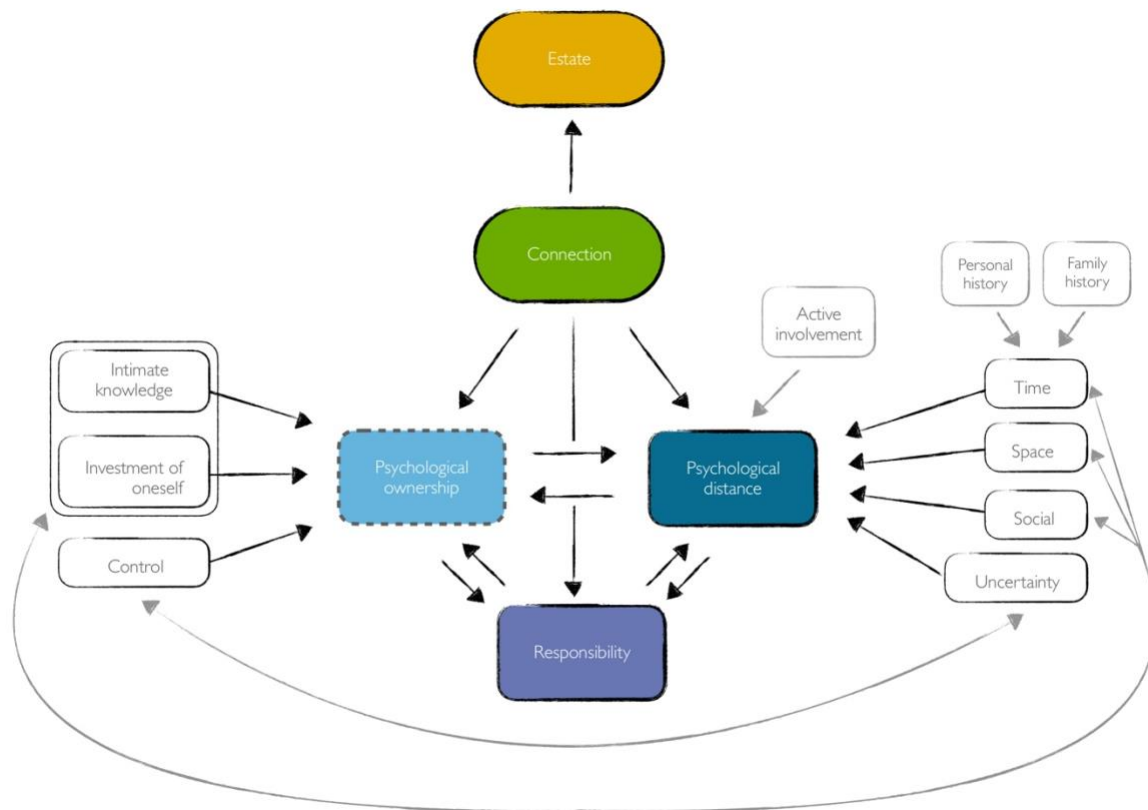 Estate
Connection
Personal
history
Family
history
Active
involvement
Intimate
knowledge
Time
Investment of
oneself
Psychological
ownership
Psychological
distance
Space
Social
Control
Uncertainty
Responsibility